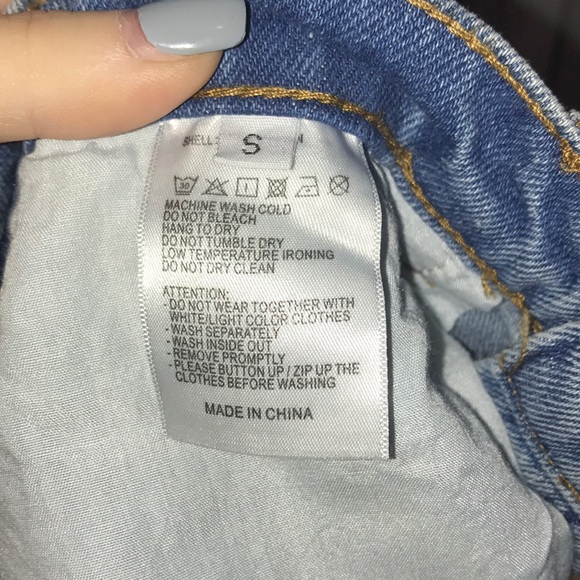 SHELL: S N
30
MACHINE WASH COLD
DO NOT BLEACH
HANG TO DRY
DO NOT TUMBLE DRY
LOW TEMPERATURE IRONING
DO NOT DRY CLEAN
ATTENTION:
- DO NOT WEAR TOGETHER WITH
WHITE/LIGHT COLOR CLOTHES
- WASH SEPARATELY
- WASH INSIDE OUT
- REMOVE PROMPTLY
- PLEASE BUTTON UP / ZIP UP THE
CLOTHES BEFORE WASHING
MADE IN CHINA